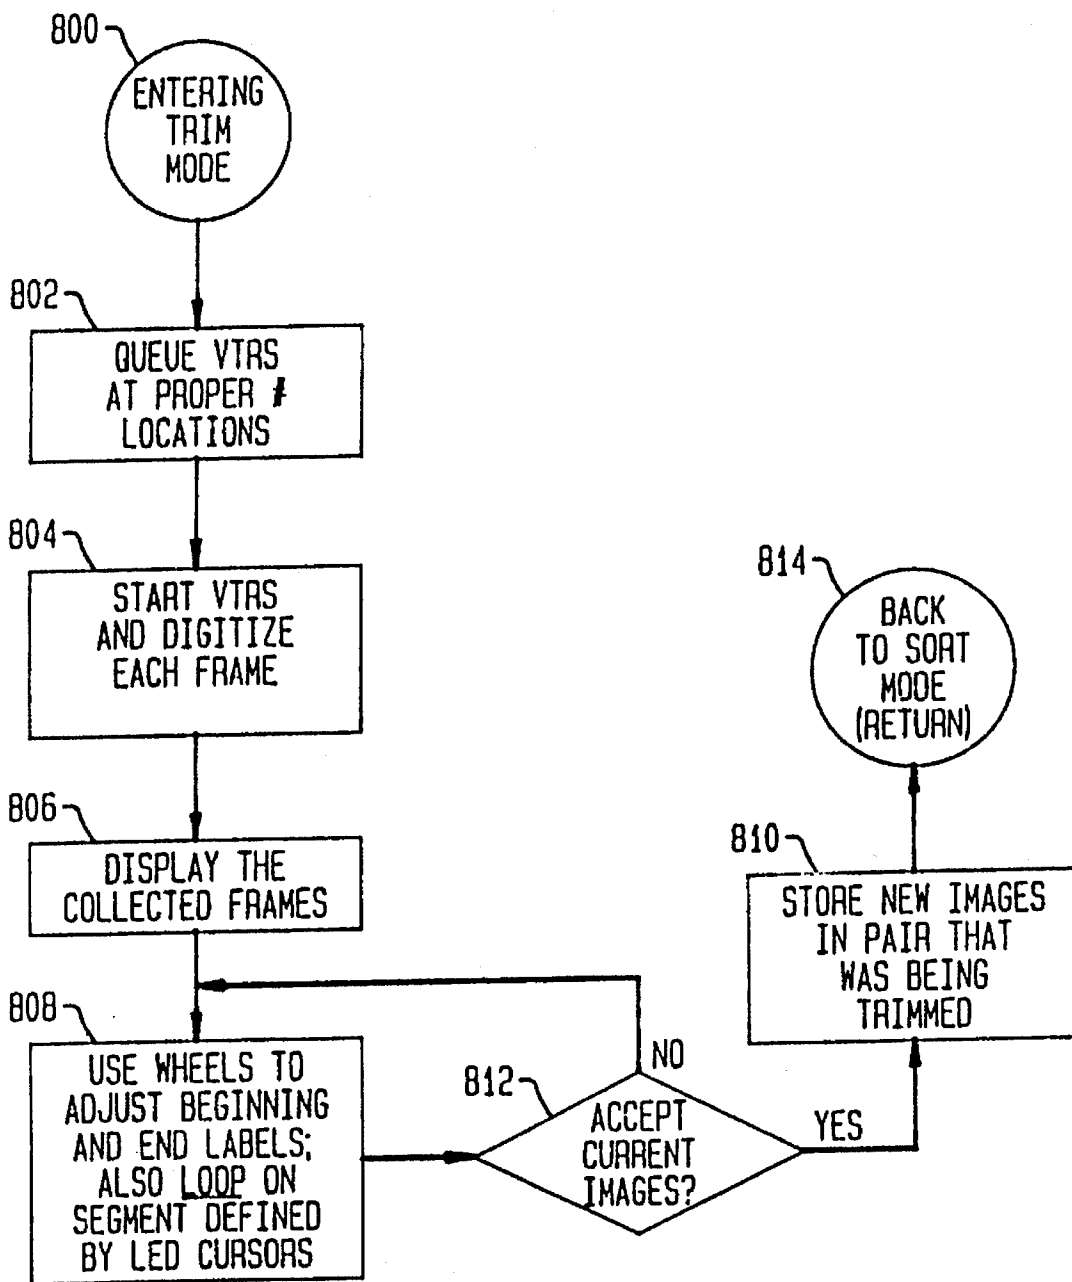 800
ENTERING
TRIM
MODE
802
QUEUE VTRS
AT PROPER #
LOCATIONS
804
START VTRS
AND DIGITIZE
EACH FRAME
806
DISPLAY THE
COLLECTED FRAMES
808
USE WHEELS TO
ADJUST BEGINNING
AND END LABELS;
ALSO LOOP ON
SEGMENT DEFINED
BY LED CURSORS
812
ACCEPT
CURRENT
IMAGES?
NO
YES
810
STORE NEW IMAGES
IN PAIR THAT
WAS BEING
TRIMMED
814
BACK
TO SORT
MODE
(RETURN)